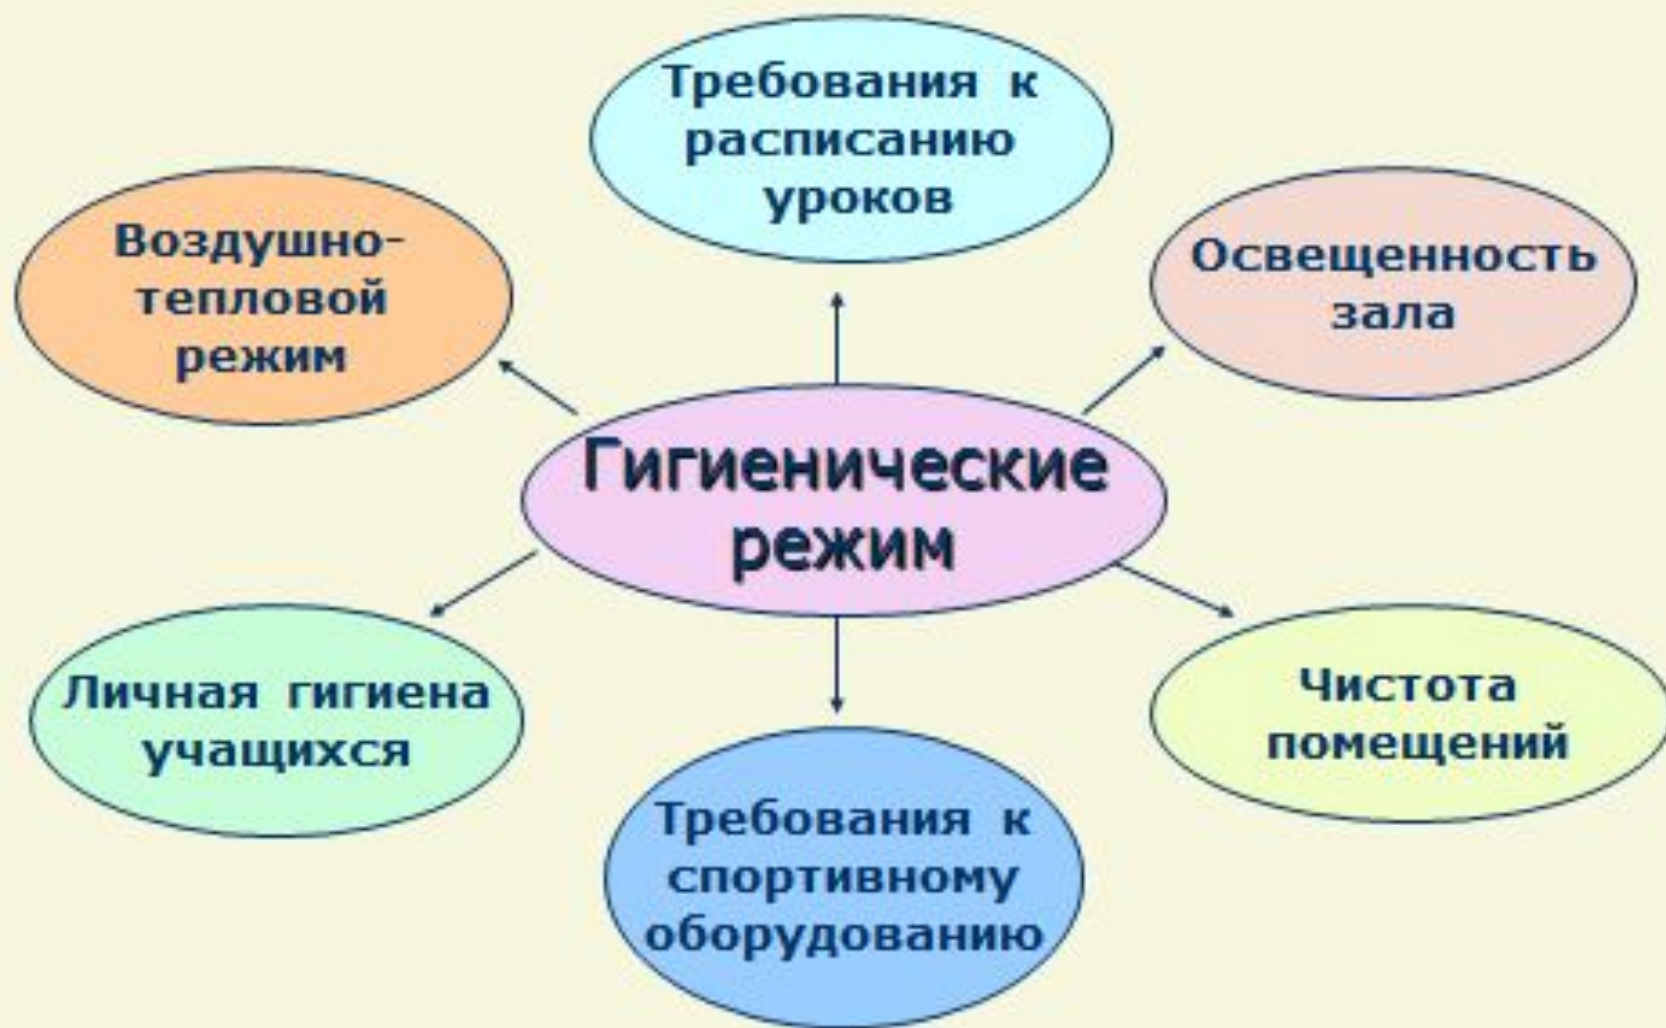 Требования к
расписанию
уроков
Воздушно-
тепловой
режим
Освещенность
зала
Гигиенические
режим
Личная гигиена
учащихся
Чистота
помещений
Требования к
спортивному
оборудованию